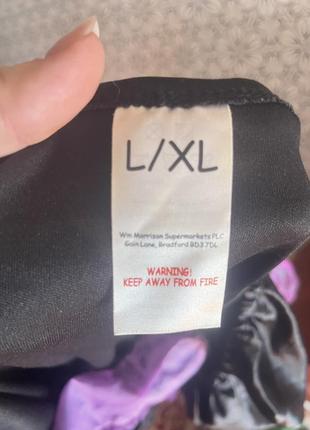 L/XL
Wm Morrison Supermarkets PLC
Gain Lane, Bradford BD3 7DL
WARNING!
KEEP AWAY FROM FIRE